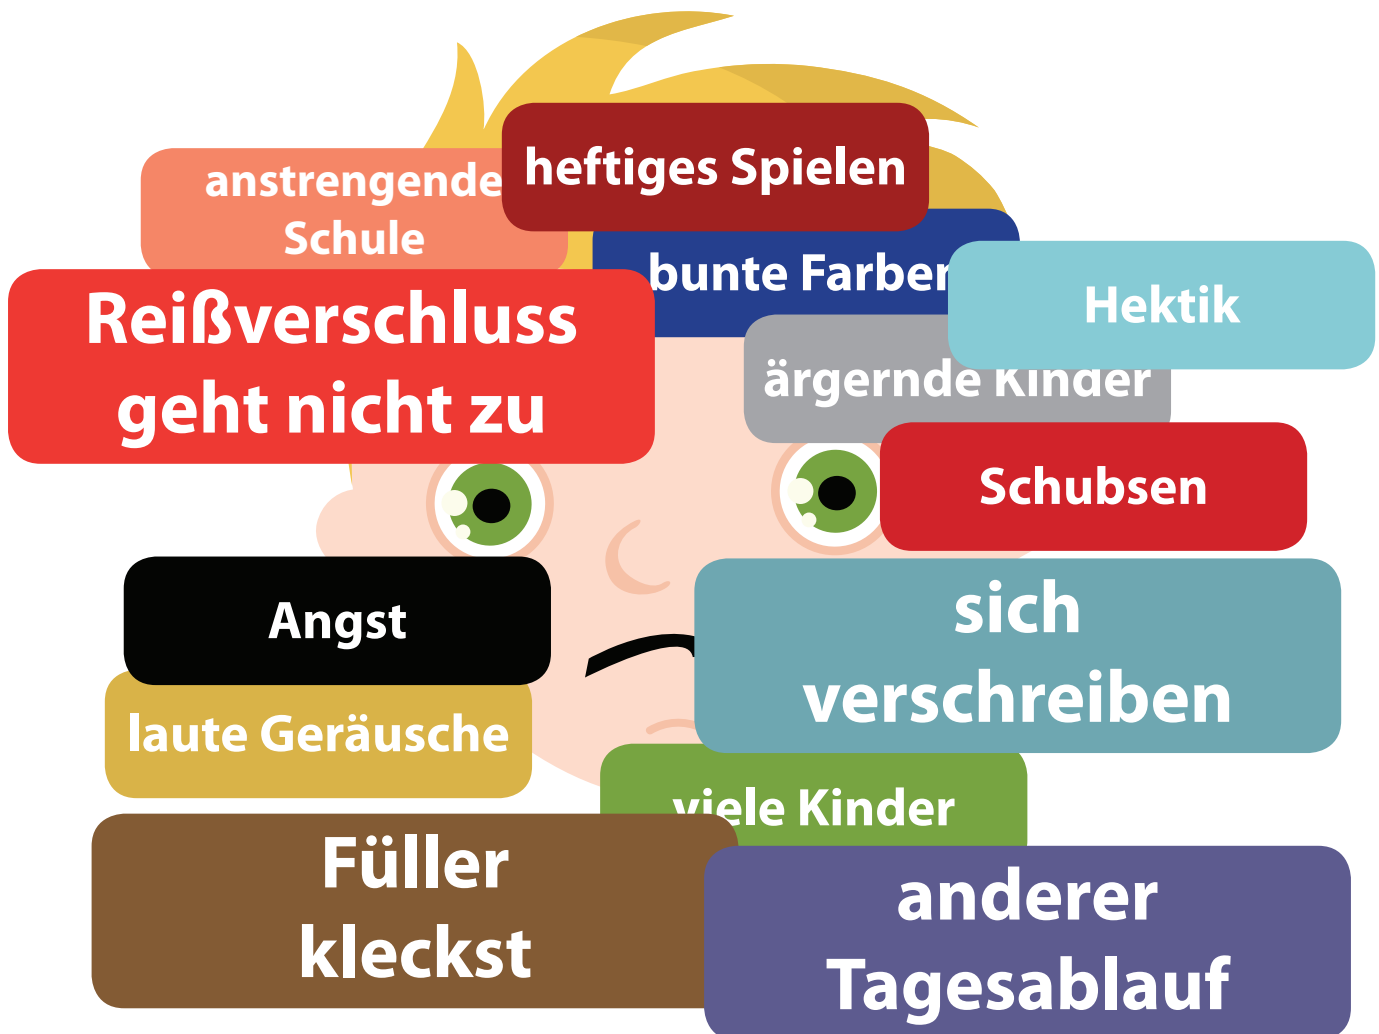 heftiges Spielen
anstrengende
Schule
bunte Farben
Hektik
Reißverschluss
geht nicht zu
ärgernde Kinder
Schubsen
Angst
sich
verschreiben
laute Geräusche
viele Kinder
Füller
kleckst
anderer
Tagesablauf